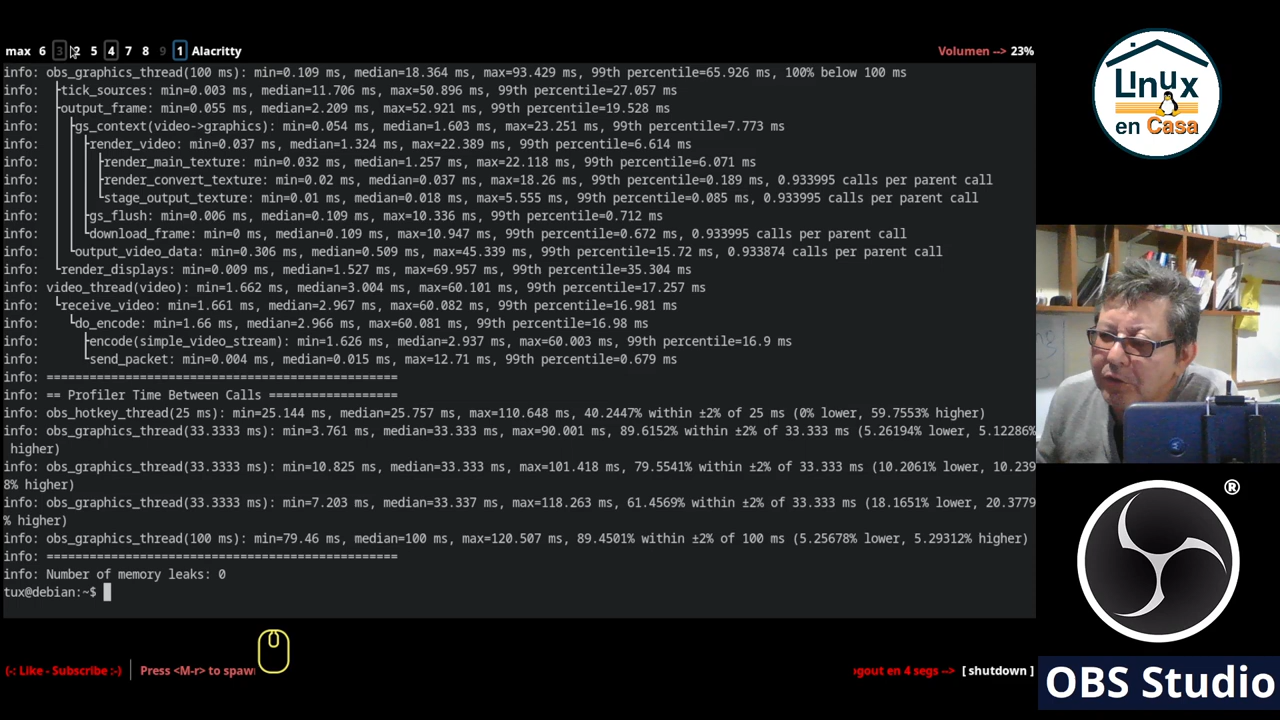 max 6 3 2 5 4 7 8 9 1 Alacritty
Volumen --> 23%
info: obs_graphics_thread(100 ms): min=0.109 ms, median=18.364 ms, max=93.429 ms, 99th percentile=65.926 ms, 100% below 100 ms
info:  ┣tick_sources: min=0.003 ms, median=11.706 ms, max=50.896 ms, 99th percentile=27.057 ms
info:  ┣output_frame: min=0.055 ms, median=2.209 ms, max=52.921 ms, 99th percentile=19.528 ms
info:  ┃ ┣gs_context(video->graphics): min=0.054 ms, median=1.603 ms, max=23.251 ms, 99th percentile=7.773 ms
info:  ┃ ┃ ┣render_video: min=0.037 ms, median=1.324 ms, max=22.389 ms, 99th percentile=6.614 ms
info:  ┃ ┃ ┃ ┣render_main_texture: min=0.032 ms, median=1.257 ms, max=22.118 ms, 99th percentile=6.071 ms
info:  ┃ ┃ ┃ ┣render_convert_texture: min=0.02 ms, median=0.037 ms, max=18.26 ms, 99th percentile=0.189 ms, 0.933995 calls per parent call
info:  ┃ ┃ ┃ ┗stage_output_texture: min=0.01 ms, median=0.018 ms, max=5.555 ms, 99th percentile=0.085 ms, 0.933995 calls per parent call
info:  ┃ ┃ ┣gs_flush: min=0.006 ms, median=0.109 ms, max=10.336 ms, 99th percentile=0.712 ms
info:  ┃ ┃ ┗download_frame: min=0 ms, median=0.109 ms, max=10.947 ms, 99th percentile=0.672 ms, 0.933995 calls per parent call
info:  ┃ ┗output_video_data: min=0.306 ms, median=0.509 ms, max=45.339 ms, 99th percentile=15.72 ms, 0.933874 calls per parent call
info:  ┗render_displays: min=0.009 ms, median=1.527 ms, max=69.957 ms, 99th percentile=35.304 ms
info: video_thread(video): min=1.662 ms, median=3.004 ms, max=60.101 ms, 99th percentile=17.257 ms
info:  ┗receive_video: min=1.661 ms, median=2.967 ms, max=60.082 ms, 99th percentile=16.981 ms
info:    ┗do_encode: min=1.66 ms, median=2.966 ms, max=60.081 ms, 99th percentile=16.98 ms
info:      ┣encode(simple_video_stream): min=1.626 ms, median=2.937 ms, max=60.003 ms, 99th percentile=16.9 ms
info:      ┗send_packet: min=0.004 ms, median=0.015 ms, max=12.71 ms, 99th percentile=0.679 ms
info: =================================================
info: == Profiler Time Between Calls ==================
info: obs_hotkey_thread(25 ms): min=25.144 ms, median=25.757 ms, max=110.648 ms, 40.2447% within ±2% of 25 ms (0% lower, 59.7553% higher)
info: obs_graphics_thread(33.3333 ms): min=3.761 ms, median=33.333 ms, max=90.001 ms, 89.6152% within ±2% of 33.333 ms (5.26194% lower, 5.12286%
 higher)
info: obs_graphics_thread(33.3333 ms): min=10.825 ms, median=33.333 ms, max=101.418 ms, 79.5541% within ±2% of 33.333 ms (10.2061% lower, 10.239
8% higher)
info: obs_graphics_thread(33.3333 ms): min=7.203 ms, median=33.337 ms, max=118.263 ms, 61.4569% within ±2% of 33.333 ms (18.1651% lower, 20.3779
% higher)
info: obs_graphics_thread(100 ms): min=79.46 ms, median=100 ms, max=120.507 ms, 89.4501% within ±2% of 100 ms (5.25678% lower, 5.29312% higher)
info: =================================================
info: Number of memory leaks: 0
tux@debian:~$
(-: Like - Subscribe :-) Press <M-r> to spaw
ogout en 4 segs --> [ shutdown ]
Linux
en Casa
®
OBS Studio